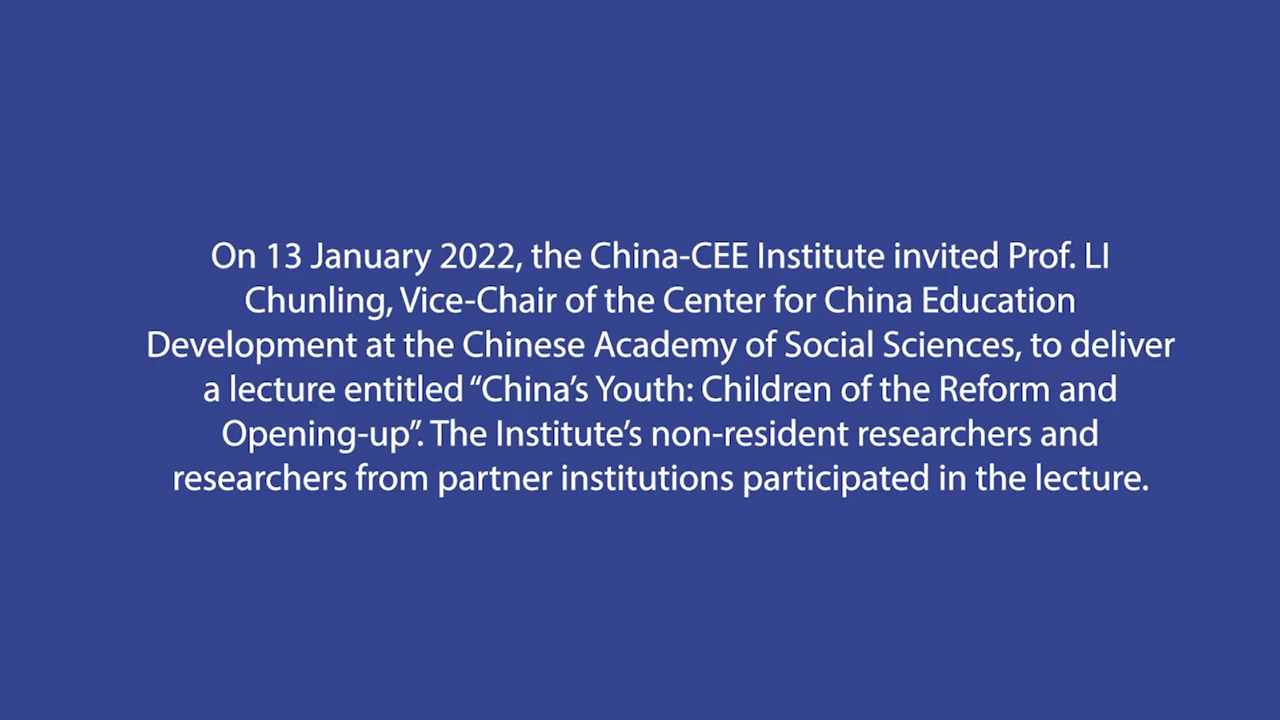 On 13 January 2022, the China-CEE Institute invited Prof. LI
Chunling, Vice-Chair of the Center for China Education
Development at the Chinese Academy of Social Sciences, to deliver
a lecture entitled “China’s Youth: Children of the Reform and
Opening-up”. The Institute’s non-resident researchers and
researchers from partner institutions participated in the lecture.